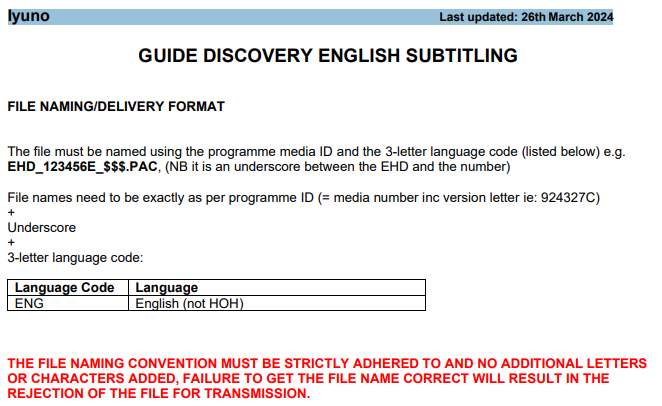 Iyuno Last updated: 26th March 2024
GUIDE DISCOVERY ENGLISH SUBTITLING
FILE NAMING/DELIVERY FORMAT
The file must be named using the programme media ID and the 3-letter language code (listed below) e.g.
EHD_123456E_$$$.PAC, (NB it is an underscore between the EHD and the number)
File names need to be exactly as per programme ID (= media number inc version letter ie: 924327C)
+
Underscore
+
3-letter language code:
Language Code Language
ENG English (not HOH)
THE FILE NAMING CONVENTION MUST BE STRICTLY ADHERED TO AND NO ADDITIONAL LETTERS
OR CHARACTERS ADDED, FAILURE TO GET THE FILE NAME CORRECT WILL RESULT IN THE
REJECTION OF THE FILE FOR TRANSMISSION.